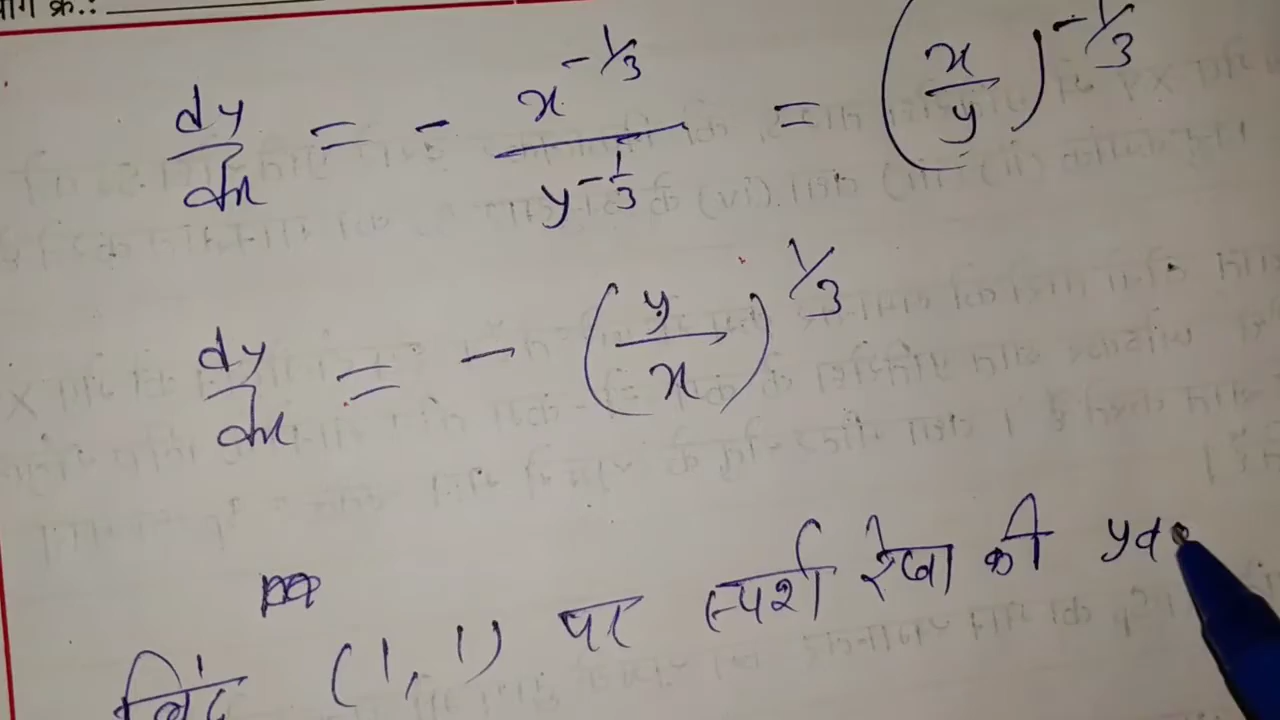 भाग क्र.:
dy/dx = - x^{-1/3} / y^{-1/3} = (x/y)^{-1/3}
dy/dx = - (y/x)^{1/3}
बिंदु (1, 1) पर स्पर्श रेखा की